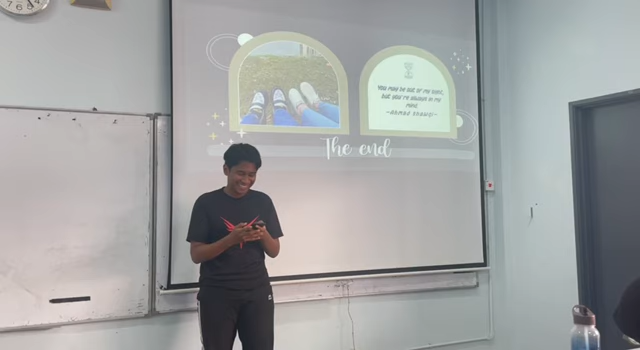 You may be out of my sight,
but you're always in my
mind.
The end